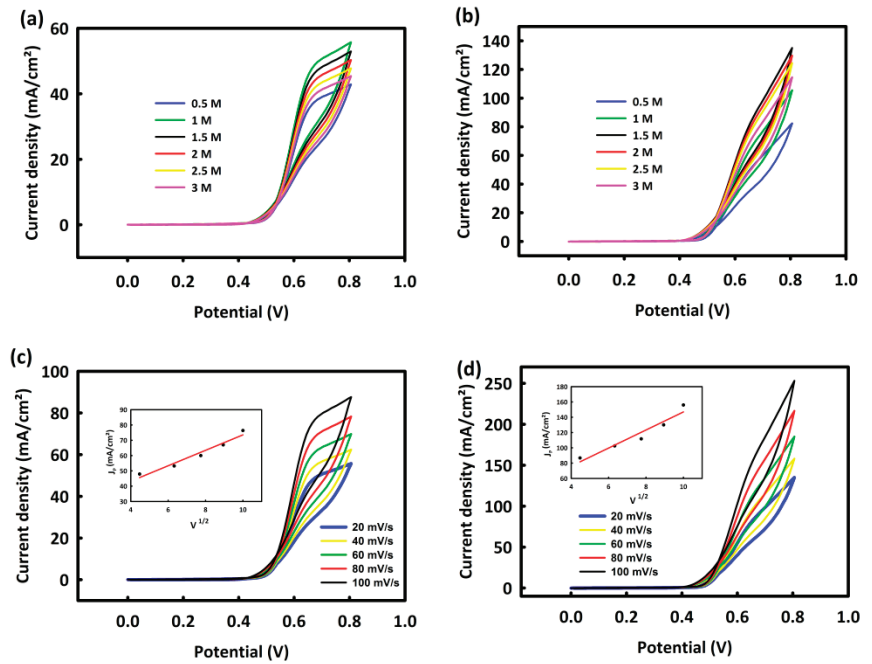 (a)
Current density (mA/cm²)
60
40
20
0
0.5 M
1 M
1.5 M
2 M
2.5 M
3 M
0.0 0.2 0.4 0.6 0.8 1.0
Potential (V)
(b)
Current density (mA/cm²)
140
120
100
80
60
40
20
0
0.5 M
1 M
1.5 M
2 M
2.5 M
3 M
0.0 0.2 0.4 0.6 0.8 1.0
Potential (V)
(c)
Current density (mA/cm²)
100
80
60
40
20
0
Jp (mA/cm²)
90
80
70
60
50
40
30
4 6 8 10
V 1/2
20 mV/s
40 mV/s
60 mV/s
80 mV/s
100 mV/s
0.0 0.2 0.4 0.6 0.8 1.0
Potential (V)
(d)
Current density (mA/cm²)
250
200
150
100
50
0
Jp (mA/cm²)
180
160
140
120
100
80
60
4 6 8 10
V 1/2
20 mV/s
40 mV/s
60 mV/s
80 mV/s
100 mV/s
0.0 0.2 0.4 0.6 0.8 1.0
Potential (V)